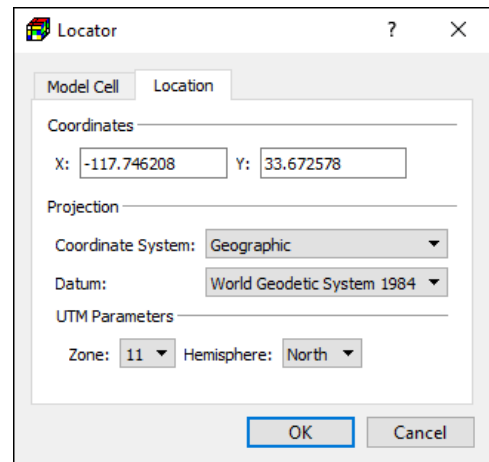 Locator ? ×
Model Cell Location
Coordinates
X: -117.746208 Y: 33.672578
Projection
Coordinate System: Geographic
Datum: World Geodetic System 1984
UTM Parameters
Zone: 11 Hemisphere: North
OK Cancel